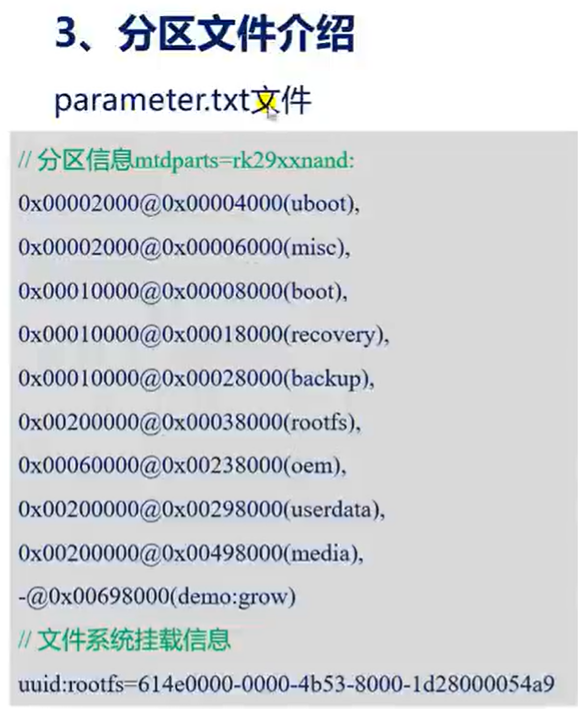 3、分区文件介绍
parameter.txt文件
// 分区信息mtdparts=rk29xxnand:
0x00002000@0x00004000(uboot),
0x00002000@0x00006000(misc),
0x00010000@0x00008000(boot),
0x00010000@0x00018000(recovery),
0x00010000@0x00028000(backup),
0x00200000@0x00038000(rootfs),
0x00060000@0x00238000(oem),
0x00200000@0x00298000(userdata),
0x00200000@0x00498000(media),
-@0x00698000(demo:grow)
// 文件系统挂载信息
uuid:rootfs=614e0000-0000-4b53-8000-1d28000054a9